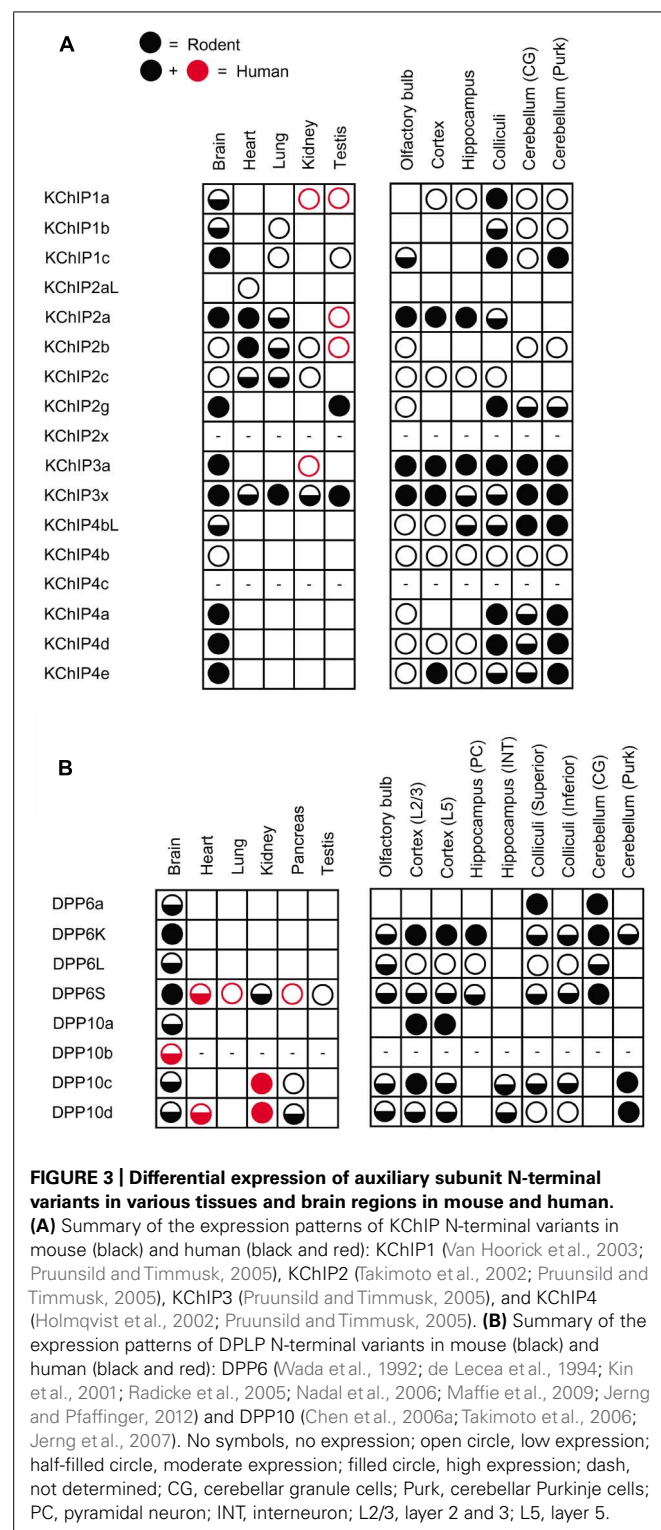 A
= Rodent
+ = Human
Brain
Heart
Lung
Kidney
Testis
Olfactory bulb
Cortex
Hippocampus
Colliculi
Cerebellum (CG)
Cerebellum (Purk)
KChIP1a
KChIP1b
KChIP1c
KChIP2aL
KChIP2a
KChIP2b
KChIP2c
KChIP2g
KChIP2x - - - - - - - - - - -
KChIP3a
KChIP3x
KChIP4bL
KChIP4b
KChIP4c - - - - - - - - - - -
KChIP4a
KChIP4d
KChIP4e
B
Brain
Heart
Lung
Kidney
Pancreas
Testis
Olfactory bulb
Cortex (L2/3)
Cortex (L5)
Hippocampus (PC)
Hippocampus (INT)
Colliculi (Superior)
Colliculi (Inferior)
Cerebellum (CG)
Cerebellum (Purk)
DPP6a
DPP6K
DPP6L
DPP6S
DPP10a
DPP10b - - - - - - - - - - - - - -
DPP10c
DPP10d
FIGURE 3 | Differential expression of auxiliary subunit N-terminal
variants in various tissues and brain regions in mouse and human.
(A) Summary of the expression patterns of KChIP N-terminal variants in
mouse (black) and human (black and red): KChIP1 (Van Hoorick et al., 2003;
Pruunsild and Timmusk, 2005), KChIP2 (Takimoto et al., 2002; Pruunsild and
Timmusk, 2005), KChIP3 (Pruunsild and Timmusk, 2005), and KChIP4
(Holmqvist et al., 2002; Pruunsild and Timmusk, 2005). (B) Summary of the
expression patterns of DPLP N-terminal variants in mouse (black) and
human (black and red): DPP6 (Wada et al., 1992; de Lecea et al., 1994; Kin
et al., 2001; Radicke et al., 2005; Nadal et al., 2006; Maffie et al., 2009; Jerng
and Pfaffinger, 2012) and DPP10 (Chen et al., 2006a; Takimoto et al., 2006;
Jerng et al., 2007). No symbols, no expression; open circle, low expression;
half-filled circle, moderate expression; filled circle, high expression; dash,
not determined; CG, cerebellar granule cells; Purk, cerebellar Purkinje cells;
PC, pyramidal neuron; INT, interneuron; L2/3, layer 2 and 3; L5, layer 5.